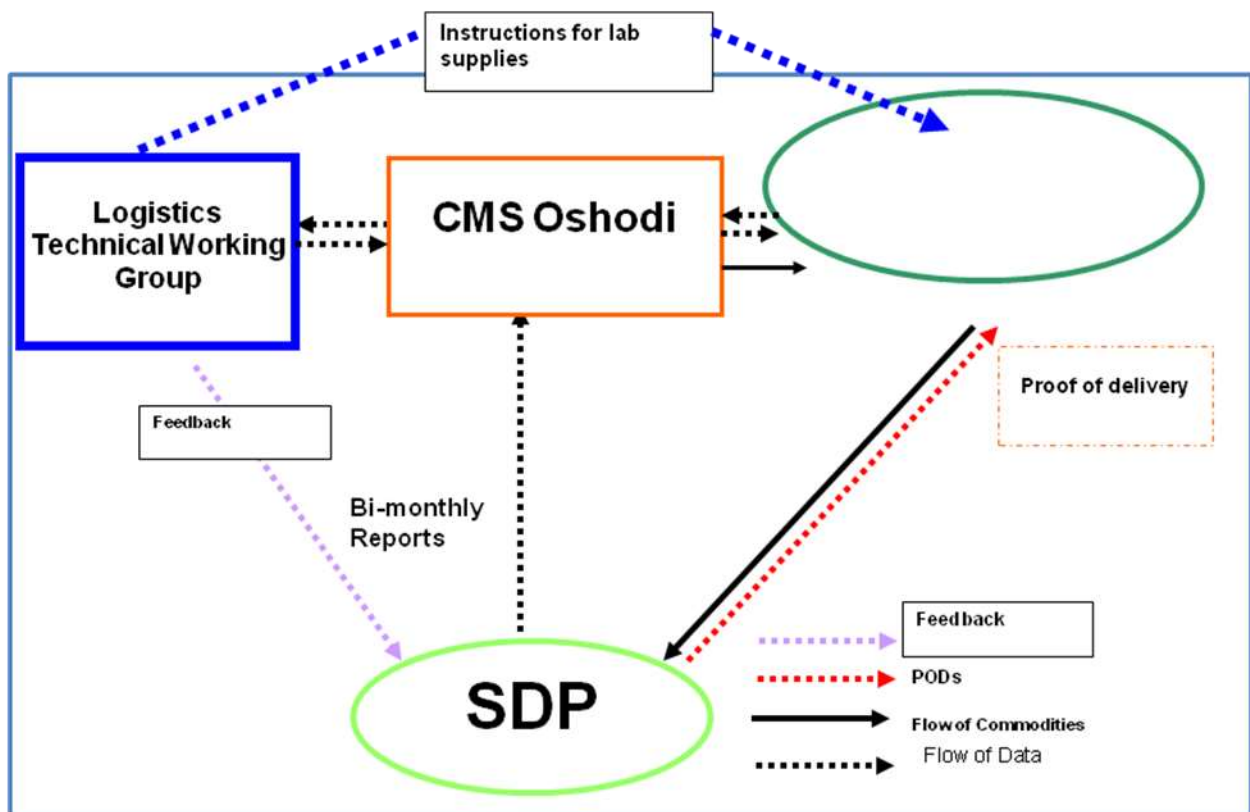 Instructions for lab
supplies
Logistics
Technical Working
Group
CMS Oshodi
Proof of delivery
Feedback
Bi-monthly
Reports
SDP
Feedback
PODs
Flow of Commodities
Flow of Data